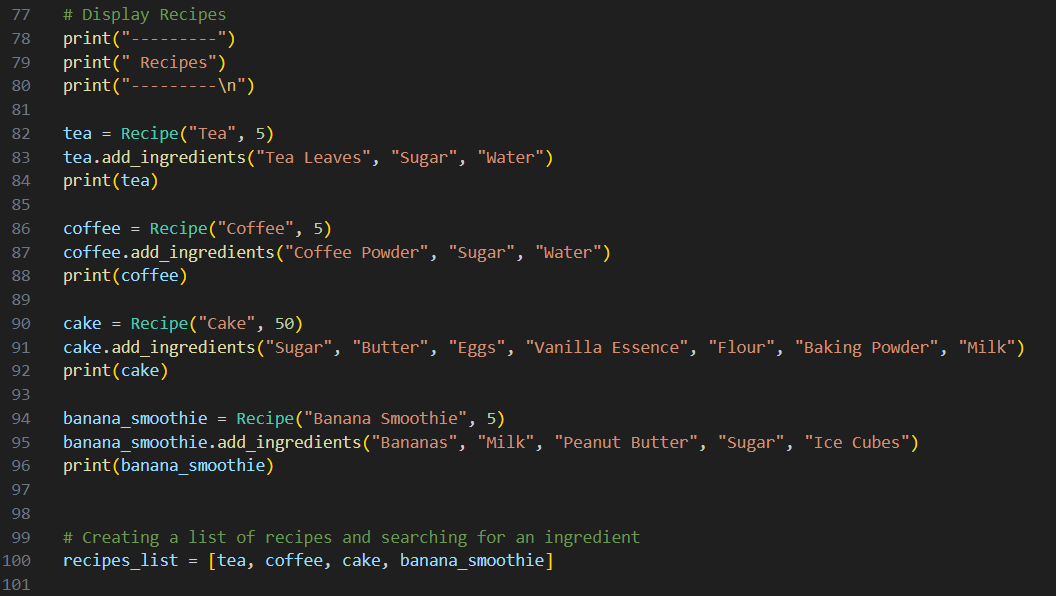 77 # Display Recipes
78 print("---------")
79 print(" Recipes")
80 print("---------\n")
81
82 tea = Recipe("Tea", 5)
83 tea.add_ingredients("Tea Leaves", "Sugar", "Water")
84 print(tea)
85
86 coffee = Recipe("Coffee", 5)
87 coffee.add_ingredients("Coffee Powder", "Sugar", "Water")
88 print(coffee)
89
90 cake = Recipe("Cake", 50)
91 cake.add_ingredients("Sugar", "Butter", "Eggs", "Vanilla Essence", "Flour", "Baking Powder", "Milk")
92 print(cake)
93
94 banana_smoothie = Recipe("Banana Smoothie", 5)
95 banana_smoothie.add_ingredients("Bananas", "Milk", "Peanut Butter", "Sugar", "Ice Cubes")
96 print(banana_smoothie)
97
98
99 # Creating a list of recipes and searching for an ingredient
100 recipes_list = [tea, coffee, cake, banana_smoothie]
101